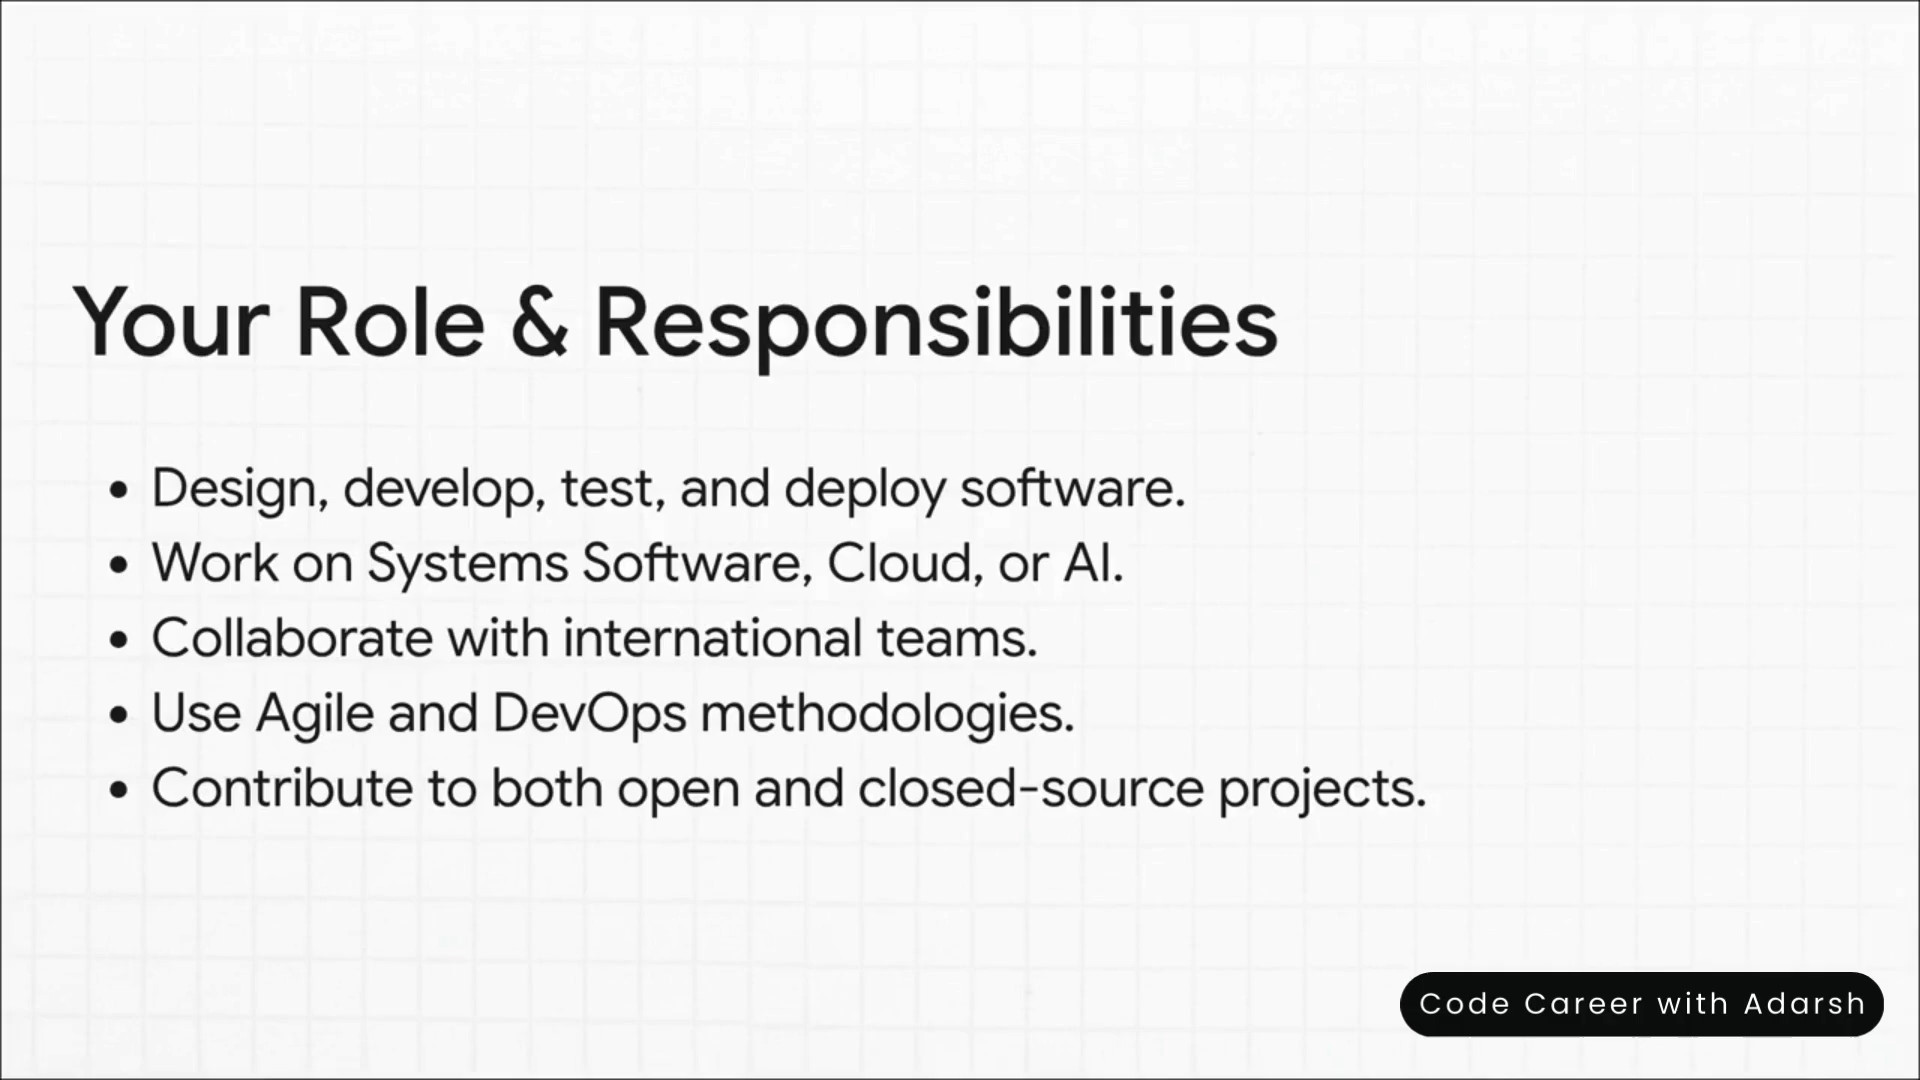 Your Role & Responsibilities
• Design, develop, test, and deploy software.
• Work on Systems Software, Cloud, or AI.
• Collaborate with international teams.
• Use Agile and DevOps methodologies.
• Contribute to both open and closed-source projects.
Code Career with Adarsh